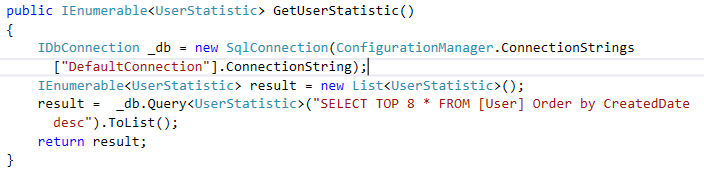 public IEnumerable<UserStatistic> GetUserStatistic()
{
IDbConnection _db = new SqlConnection(ConfigurationManager.ConnectionStrings
["DefaultConnection"].ConnectionString);
IEnumerable<UserStatistic> result = new List<UserStatistic>();
result =  _db.Query<UserStatistic>("SELECT TOP 8 * FROM [User] Order by CreatedDate
desc").ToList();
return result;
}